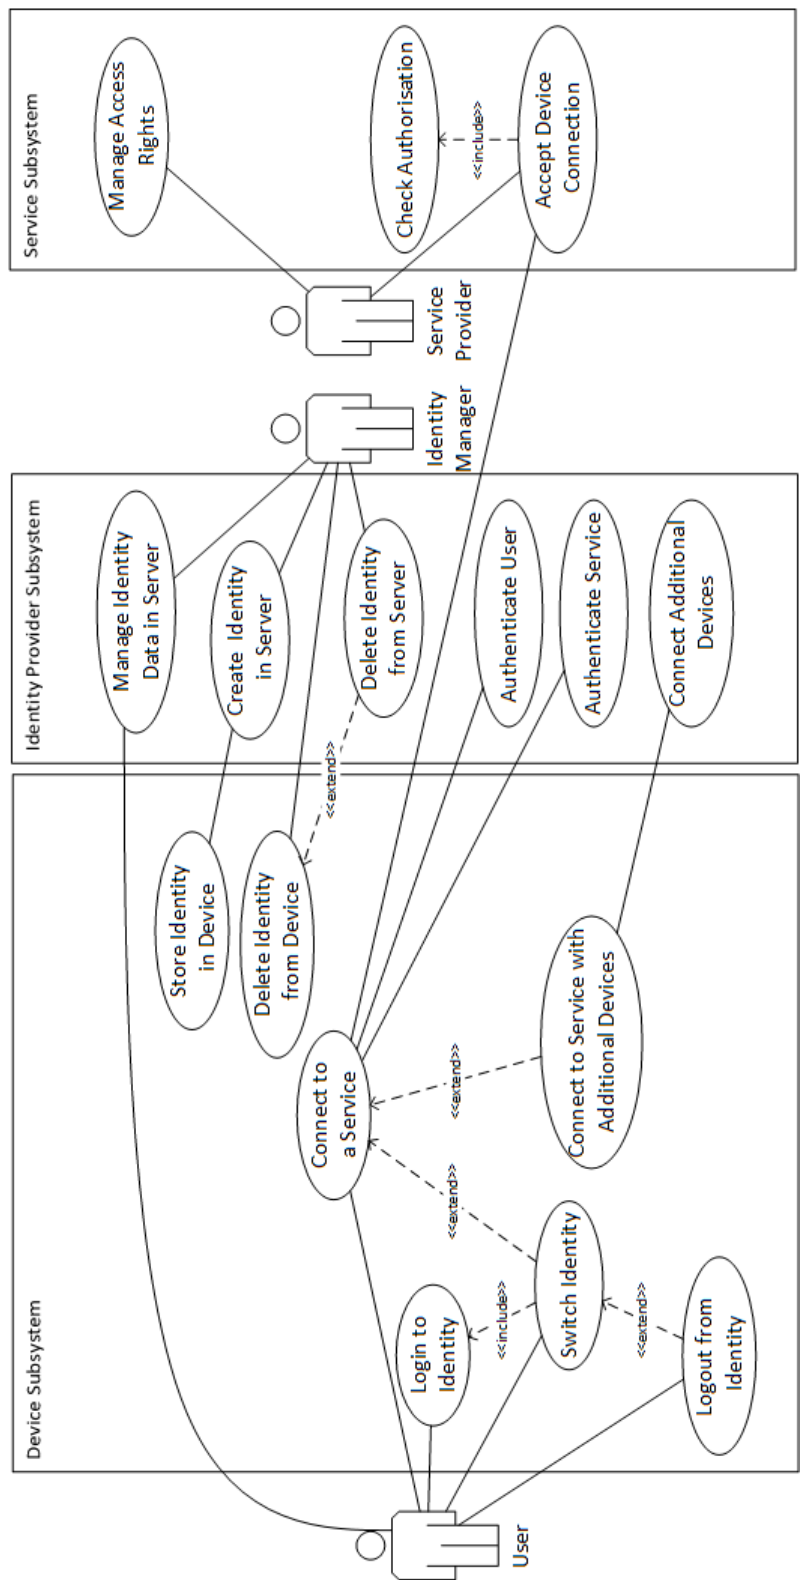 Device Subsystem
Identity Provider Subsystem
Service Subsystem
User
Identity
Manager
Service
Provider
Store Identity
in Device
Delete Identity
from Device
Connect to
a Service
Login to
Identity
Switch Identity
Logout from
Identity
Connect to Service with
Additional Devices
<<extend>>
<<extend>>
<<include>>
<<extend>>
<<extend>>
Manage Identity
Data in Server
Create Identity
in Server
Delete Identity
from Server
Authenticate User
Authenticate Service
Connect Additional
Devices
Manage Access
Rights
Check Authorisation
<<include>>
Accept Device
Connection